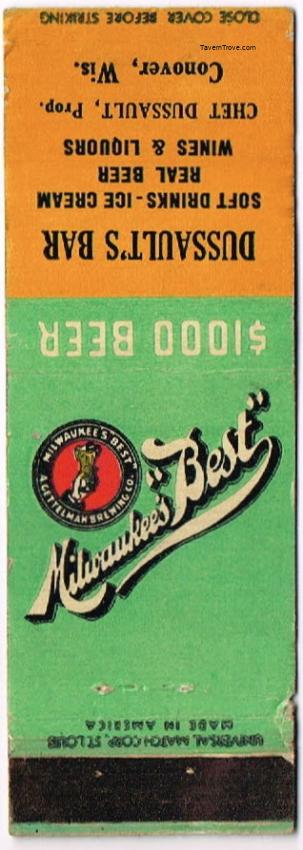 TavernTrove.com
CLOSE COVER BEFORE STRIKING
DUSSAULT'S BAR
SOFT DRINKS-ICE CREAM
REAL BEER
WINES & LIQUORS
CHET DUSSAULT, Prop.
Conover, Wis.
$1000 BEER
MILWAUKEE'S BEST
A. GETTELMAN BREWING CO.
Milwaukee's "Best"
UNIVERSAL MATCH CORP., ST. LOUIS
MADE IN AMERICA